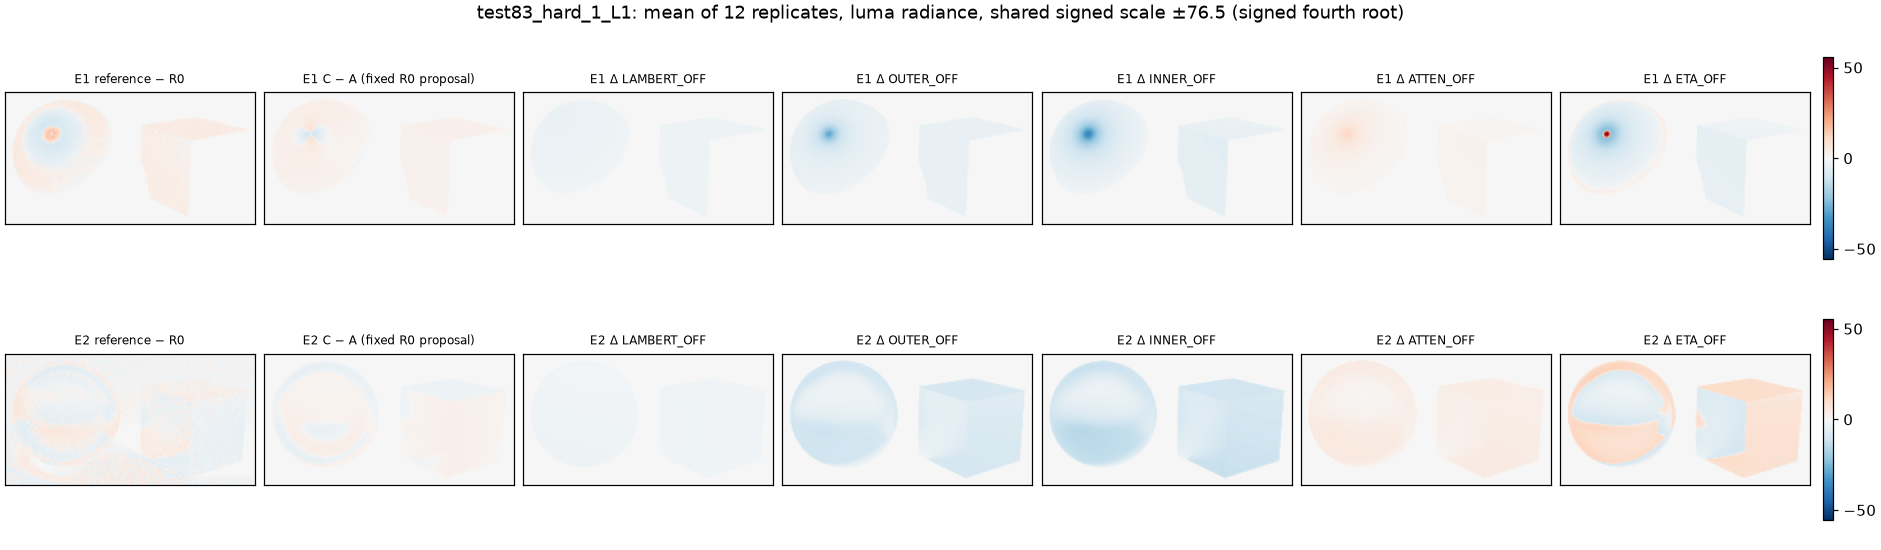 test83_hard_1_L1: mean of 12 replicates, luma radiance, shared signed scale ±76.5 (signed fourth root)
E1 reference − R0
E1 C − A (fixed R0 proposal)
E1 Δ LAMBERT_OFF
E1 Δ OUTER_OFF
E1 Δ INNER_OFF
E1 Δ ATTEN_OFF
E1 Δ ETA_OFF
50
0
−50
E2 reference − R0
E2 C − A (fixed R0 proposal)
E2 Δ LAMBERT_OFF
E2 Δ OUTER_OFF
E2 Δ INNER_OFF
E2 Δ ATTEN_OFF
E2 Δ ETA_OFF
50
0
−50